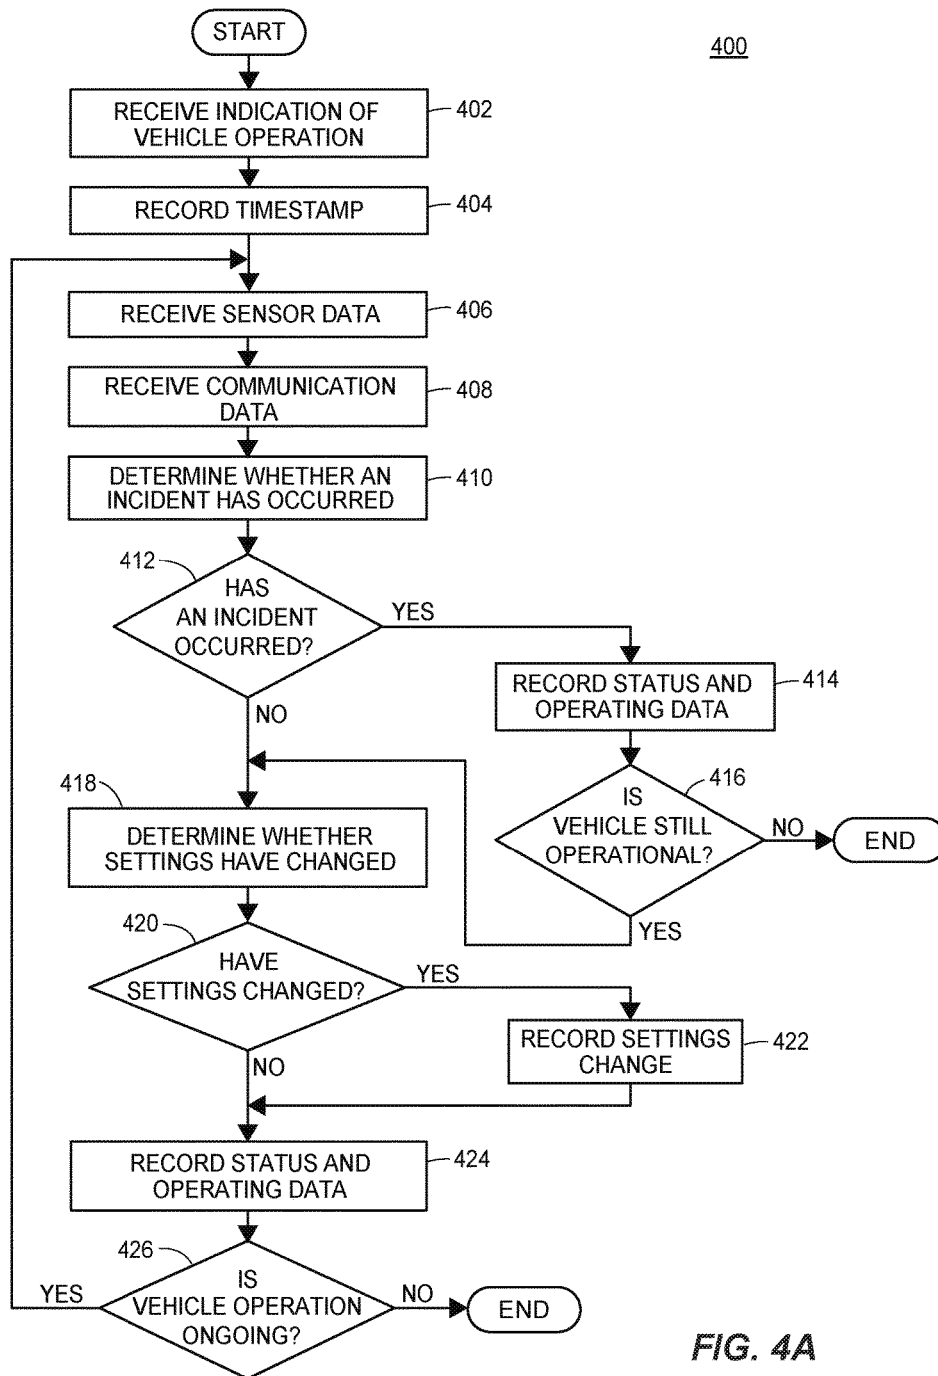 START
400
RECEIVE INDICATION OF
VEHICLE OPERATION
402
RECORD TIMESTAMP
404
RECEIVE SENSOR DATA
406
RECEIVE COMMUNICATION
DATA
408
DETERMINE WHETHER AN
INCIDENT HAS OCCURRED
410
412
HAS
AN INCIDENT
OCCURRED?
YES
NO
RECORD STATUS AND
OPERATING DATA
414
416
IS
VEHICLE STILL
OPERATIONAL?
NO
END
YES
418
DETERMINE WHETHER
SETTINGS HAVE CHANGED
420
HAVE
SETTINGS CHANGED?
YES
NO
RECORD SETTINGS
CHANGE
422
RECORD STATUS AND
OPERATING DATA
424
426
IS
VEHICLE OPERATION
ONGOING?
YES
NO
END
FIG. 4A